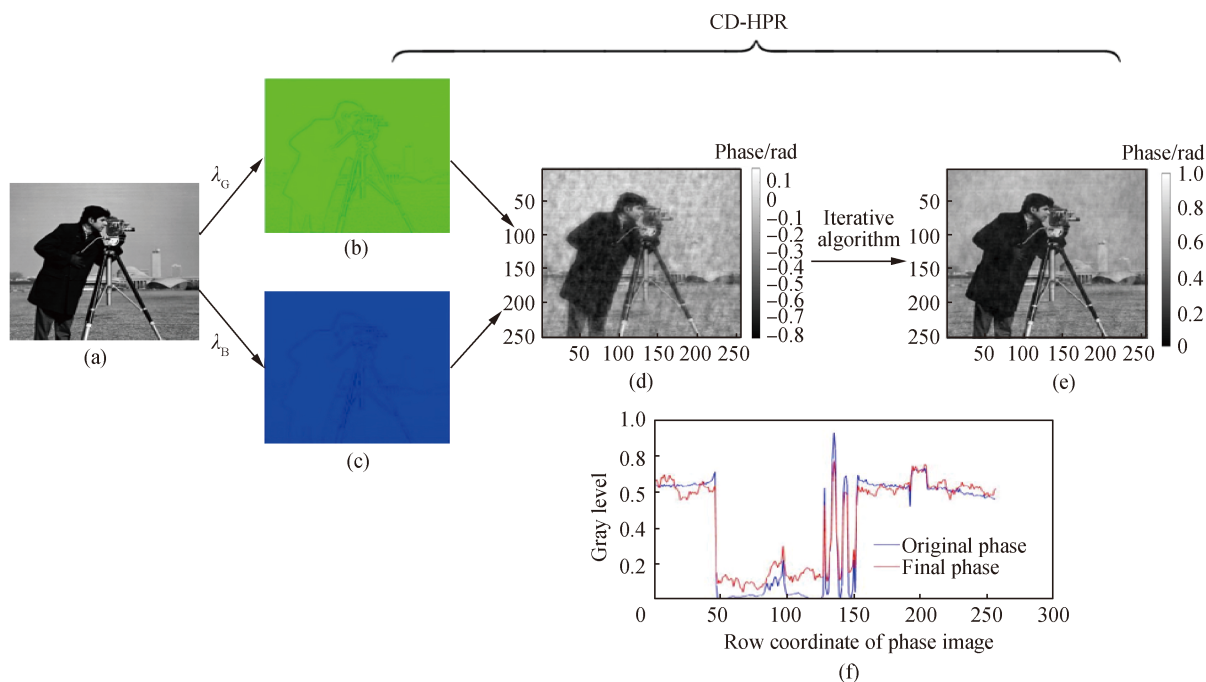 CD-HPR
λG
(b)
λB
(a)
(c)
Phase/rad
0.1
0
−0.1
−0.2
−0.3
−0.4
−0.5
−0.6
−0.7
−0.8
50
100
150
200
250
50 100 150 200 250
(d)
Iterative
algorithm
Phase/rad
1.0
0.8
0.6
0.4
0.2
0
50
100
150
200
250
50 100 150 200 250
(e)
1.0
0.8
0.5
0.4
0.2
0 50 100 150 200 250 300
Gray level
Original phase
Final phase
Row coordinate of phase image
(f)